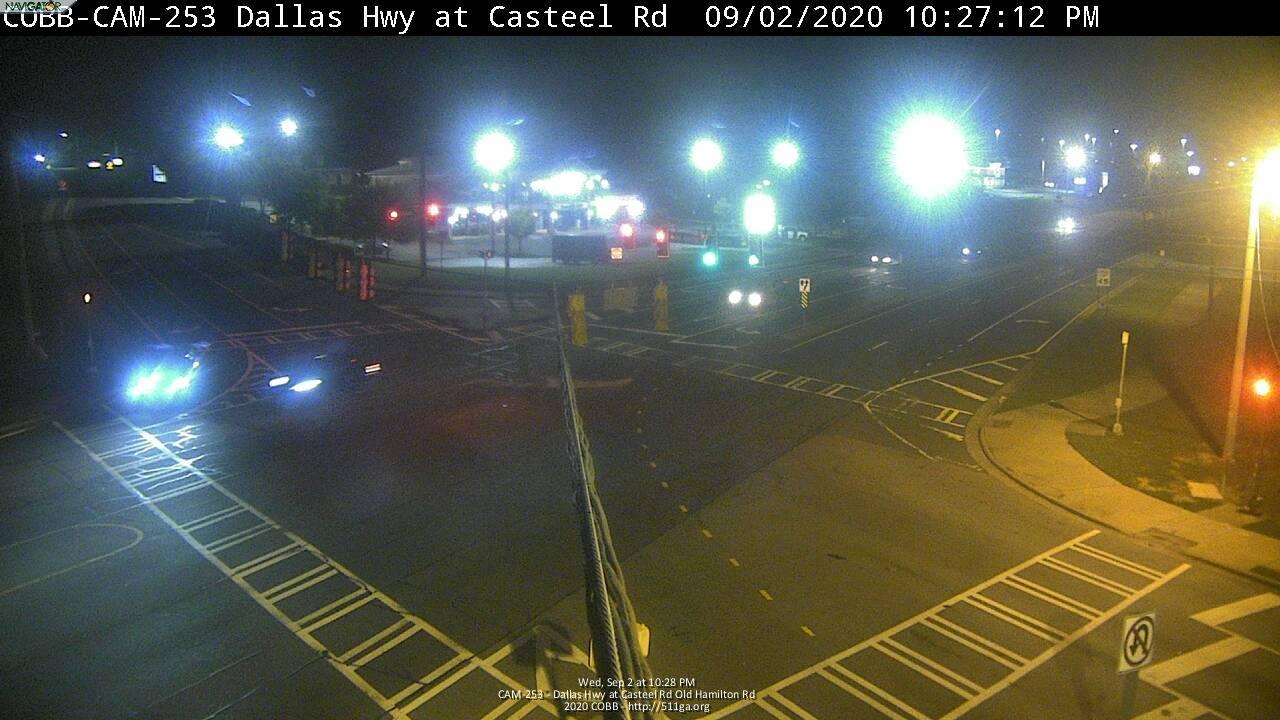 NAVIGATOR
COBB-CAM-253 Dallas Hwy at Casteel Rd 09/02/2020 10:27:12 PM
45
Wed, Sep 2 at 10:28 PM
CAM-253 - Dallas Hwy at Casteel Rd Old Hamilton Rd
2020 COBB - http://511ga.org